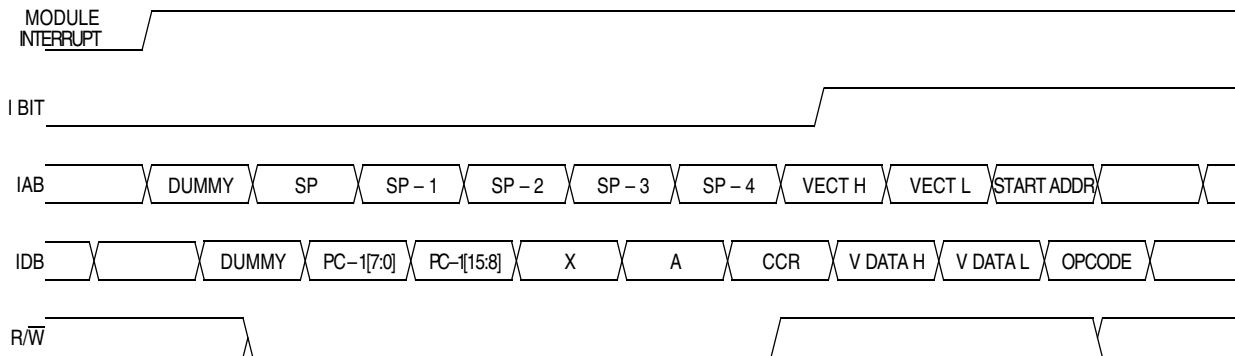 MODULE
INTERRUPT
I BIT
IAB DUMMY SP SP – 1 SP – 2 SP – 3 SP – 4 VECT H VECT L START ADDR
IDB DUMMY PC – 1[7:0] PC–1[15:8] X A CCR V DATA H V DATA L OPCODE
R/W̅